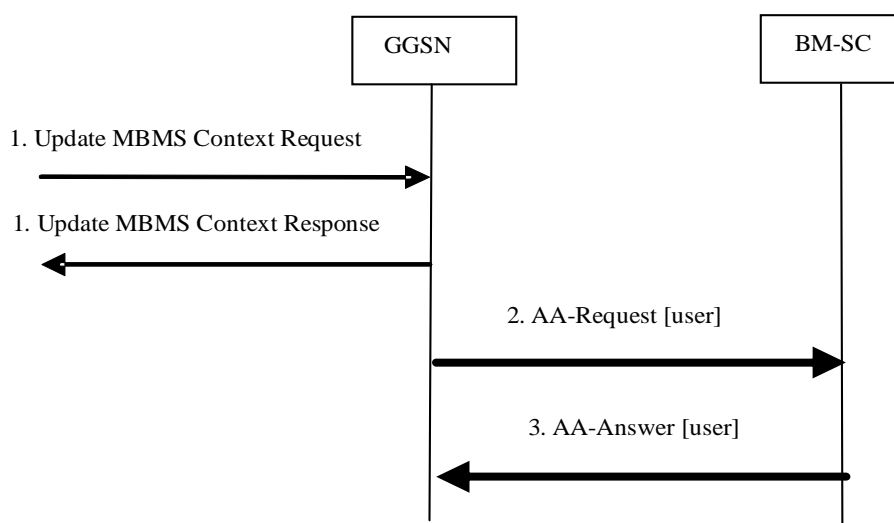 GGSN
BM-SC
1. Update MBMS Context Request
1. Update MBMS Context Response
2. AA-Request [user]
3. AA-Answer [user]